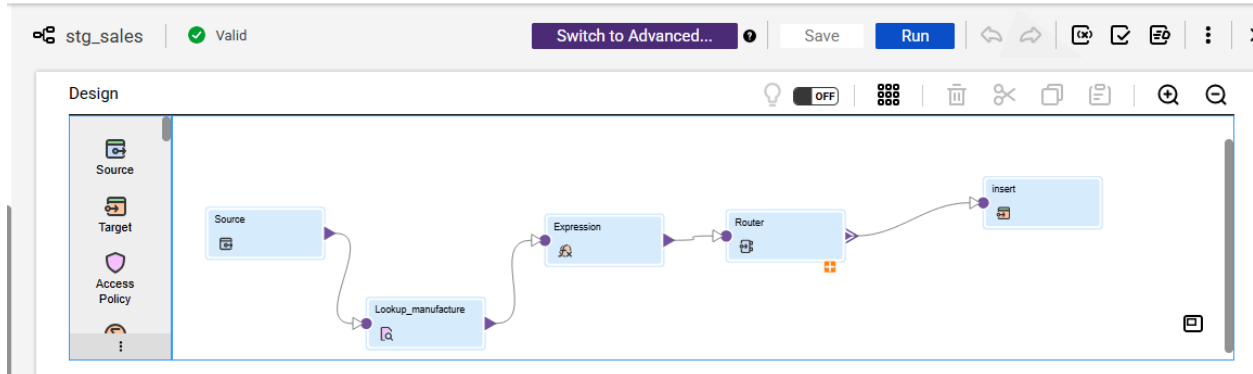 stg_sales
Valid
Switch to Advanced...
Save
Run
Design
OFF
Source
Target
Access
Policy
Source
Lookup_manufacture
Expression
Router
insert